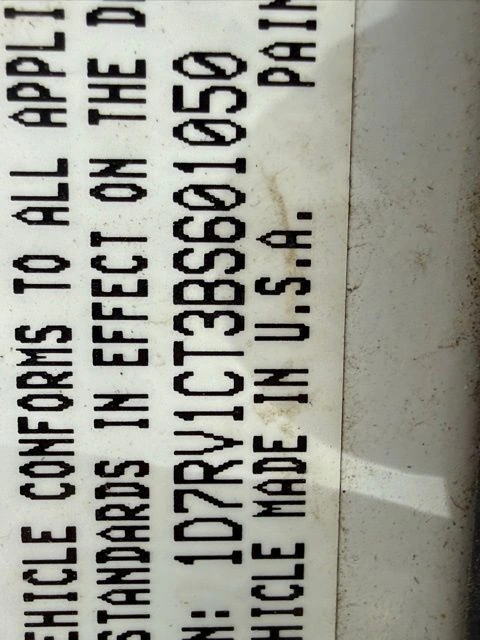 EHICLE CONFORMS TO ALL APPLI
STANDARDS IN EFFECT ON THE D
N: 1D7RV1CT3BS601050
HICLE MADE IN U.S.A. PAIN